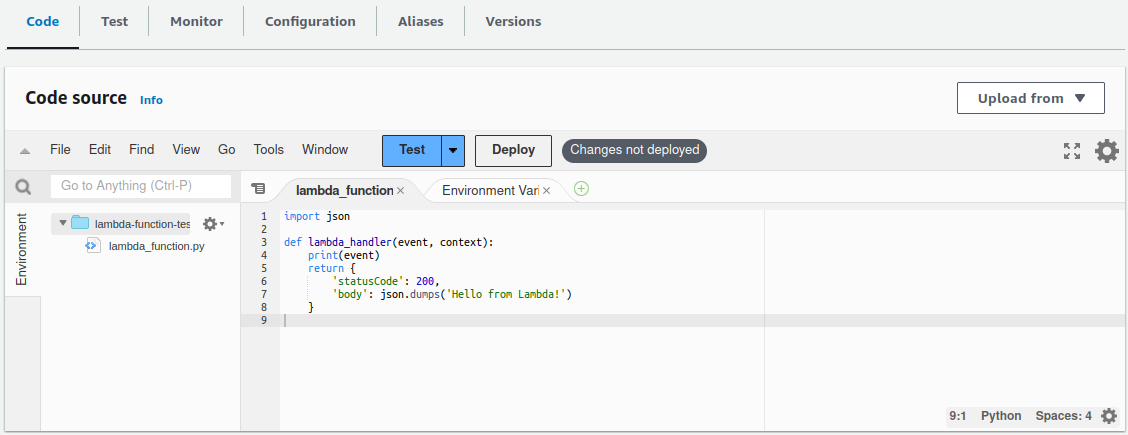 Code Test Monitor Configuration Aliases Versions
Code source Info Upload from
File Edit Find View Go Tools Window Test Deploy Changes not deployed
Go to Anything (Ctrl-P) lambda_function Environment Vari
Environment
lambda-function-tes
lambda_function.py
1 import json
2
3 def lambda_handler(event, context):
4     print(event)
5     return {
6         'statusCode': 200,
7         'body': json.dumps('Hello from Lambda!')
8     }
9
9:1 Python Spaces: 4